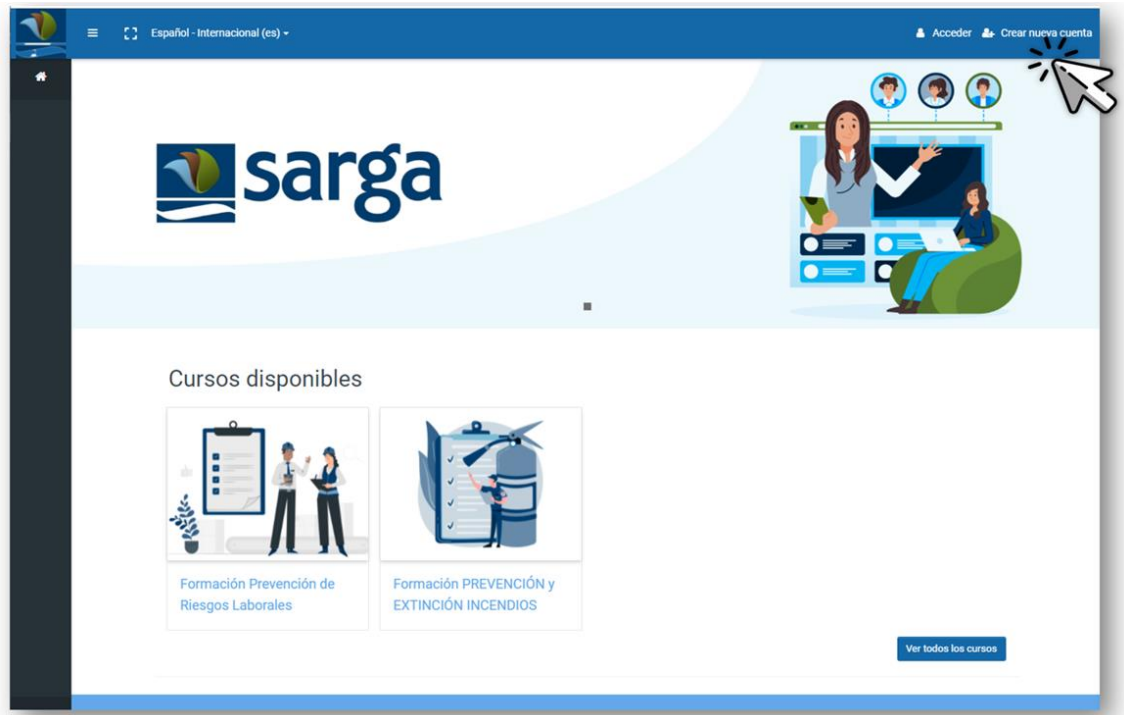 Español - Internacional (es)
Acceder
Crear nueva cuenta
sarga
Cursos disponibles
Formación Prevención de
Riesgos Laborales
Formación PREVENCIÓN y
EXTINCIÓN INCENDIOS
Ver todos los cursos